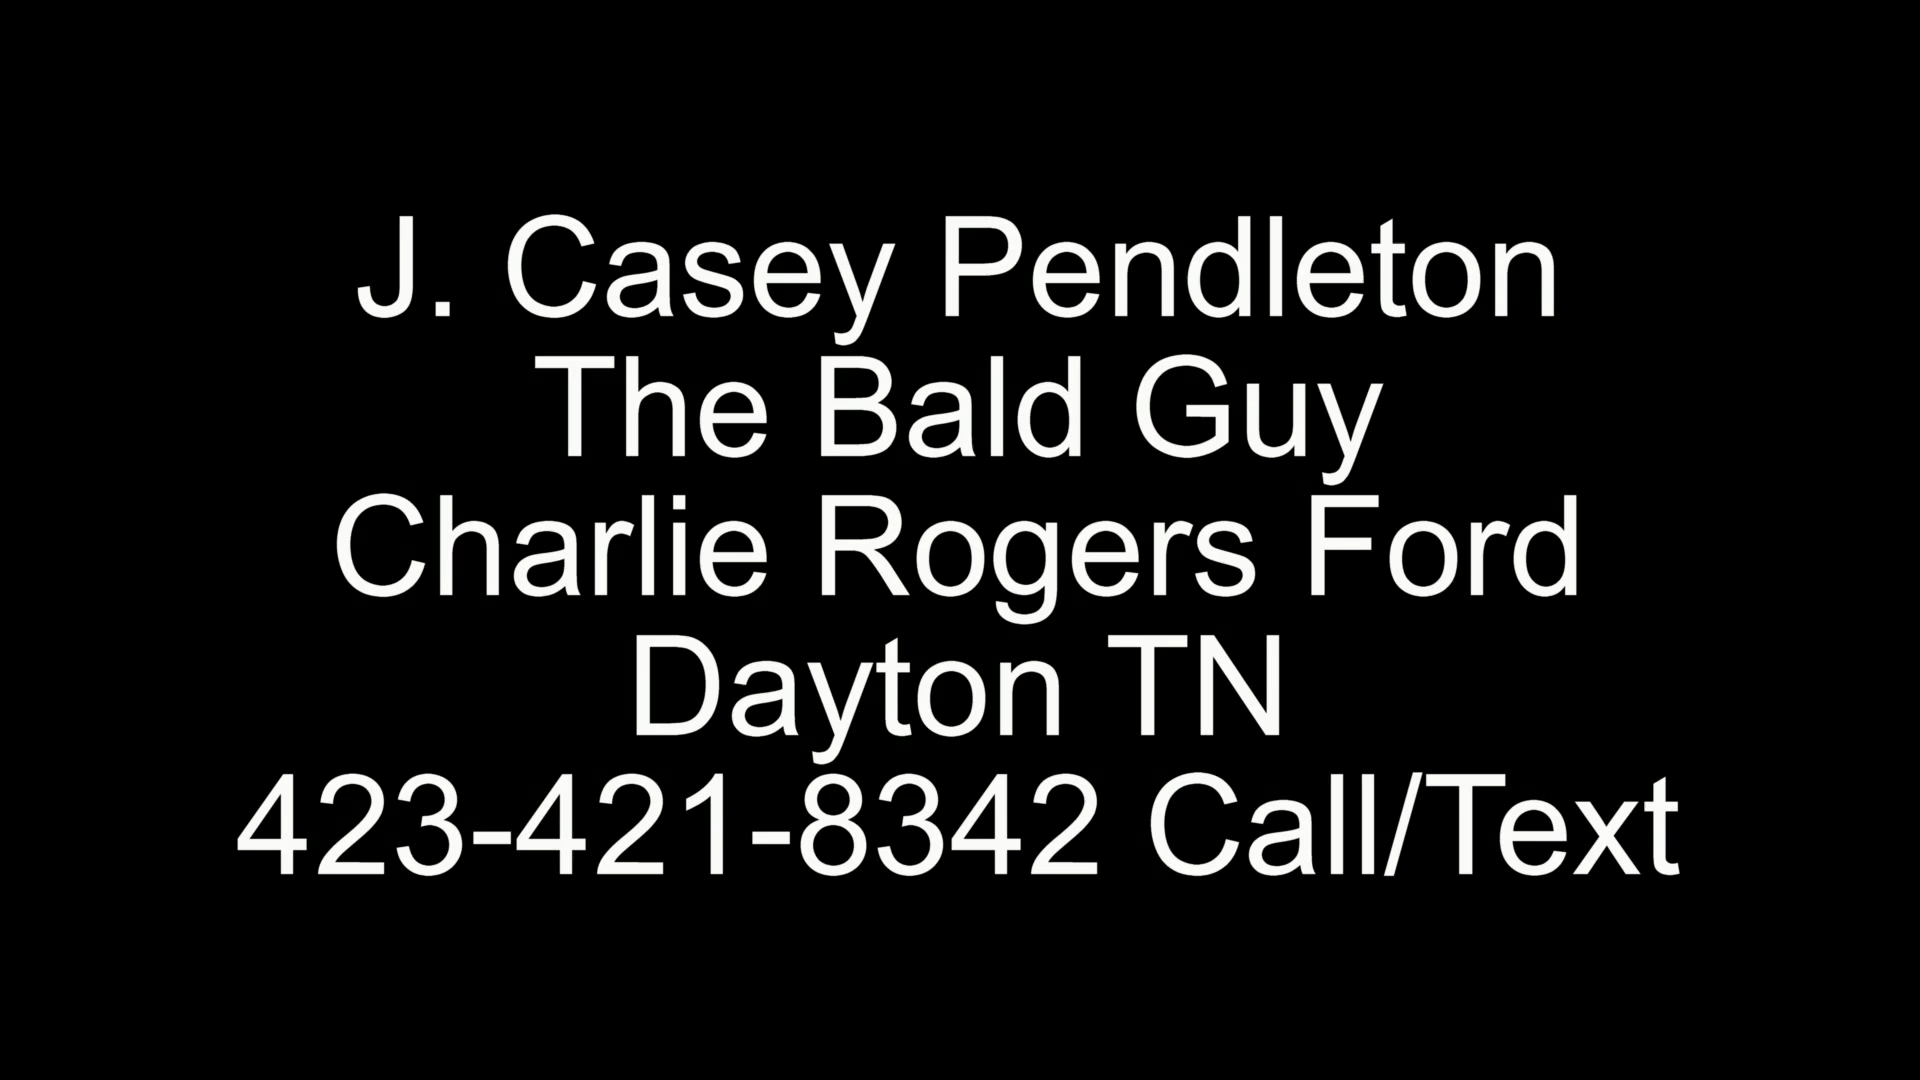 J. Casey Pendleton
The Bald Guy
Charlie Rogers Ford
Dayton TN
423-421-8342 Call/Text